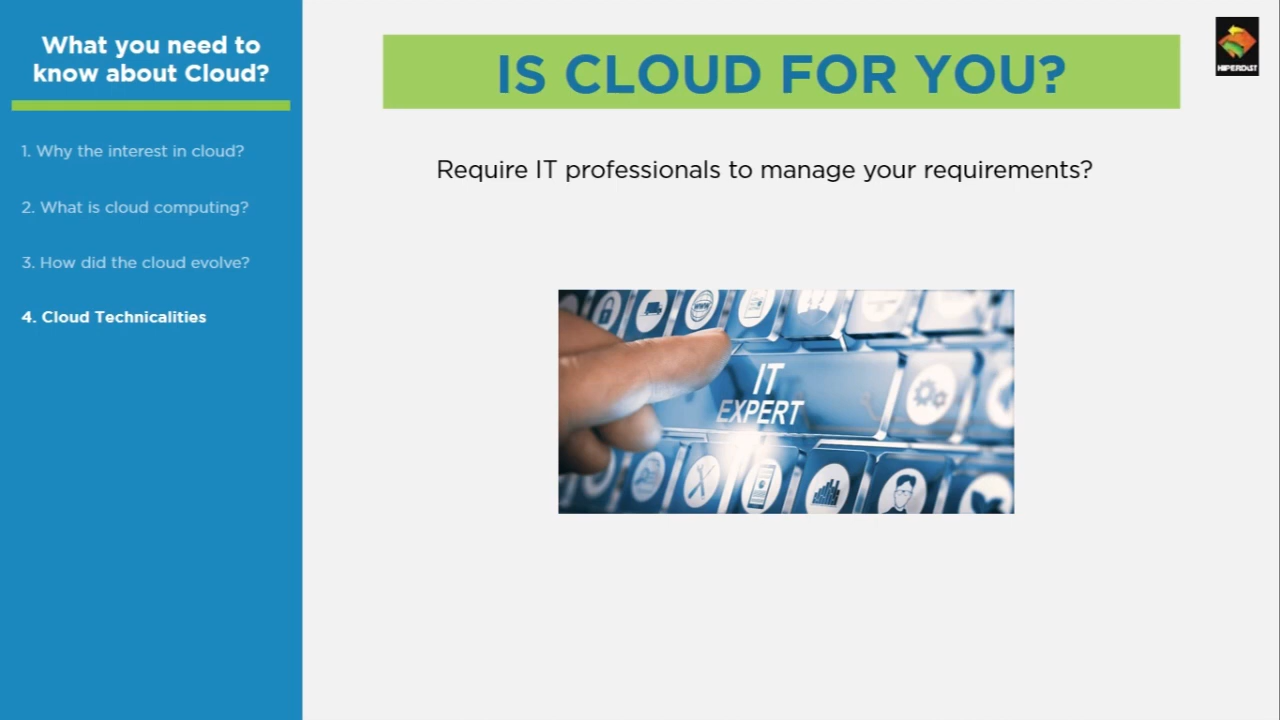 What you need to
know about Cloud?
1. Why the interest in cloud?
2. What is cloud computing?
3. How did the cloud evolve?
4. Cloud Technicalities
IS CLOUD FOR YOU?
HIPERDIST
Require IT professionals to manage your requirements?
WWW
IT
EXPERT